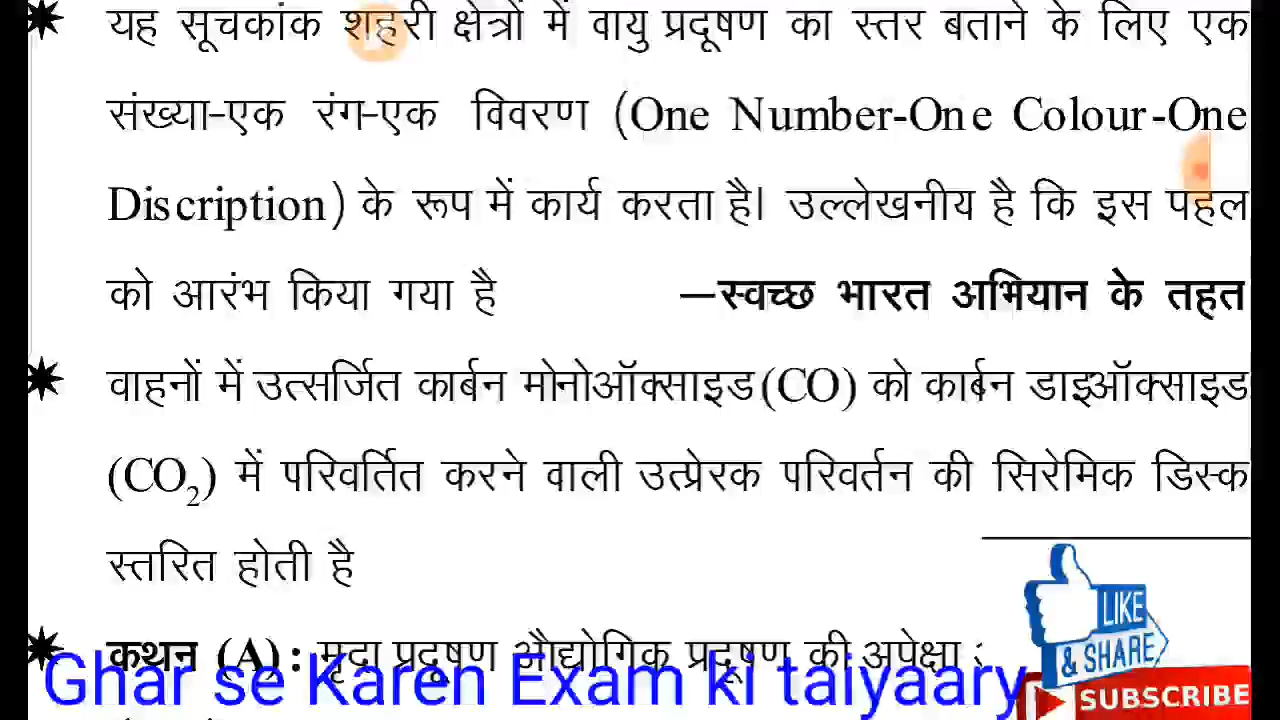 यह सूचकांक शहरी क्षेत्रों में वायु प्रदूषण का स्तर बताने के लिए एक
संख्या-एक रंग-एक विवरण (One Number-One Colour-One
Discription) के रूप में कार्य करता है। उल्लेखनीय है कि इस पहल
को आरंभ किया गया है —स्वच्छ भारत अभियान के तहत
वाहनों में उत्सर्जित कार्बन मोनोऑक्साइड (CO) को कार्बन डाइऑक्साइड
(CO₂) में परिवर्तित करने वाली उत्प्रेरक परिवर्तन की सिरेमिक डिस्क
स्तरित होती है
कथन (A) : मृदा प्रदूषण औद्योगिक प्रदूषण की अपेक्षा
Ghar se Karen Exam ki taiyaary
LIKE
& SHARE
SUBSCRIBE